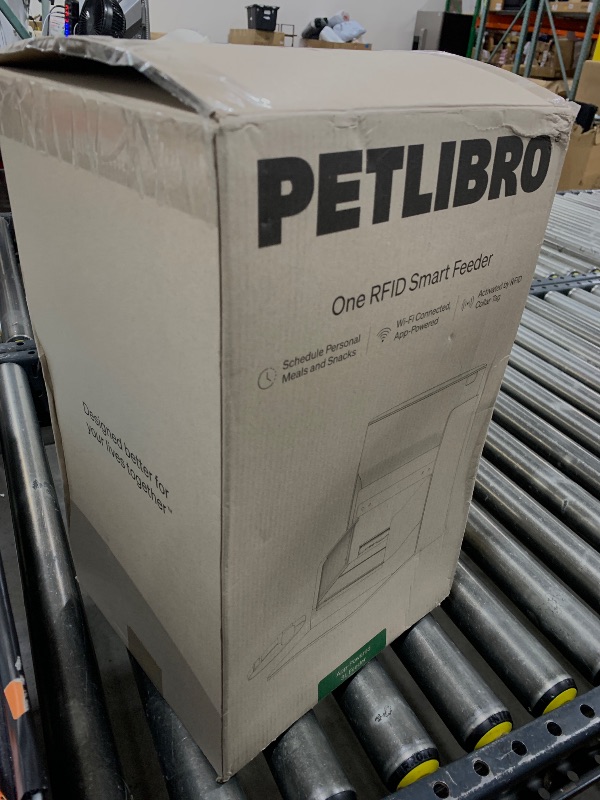 PETLIBRO
One RFID Smart Feeder
Schedule Personal
Meals and Snacks
Wi-Fi Connected,
App-Powered
Activated by RFID
Collar Tag
Designed better for
your lives together™